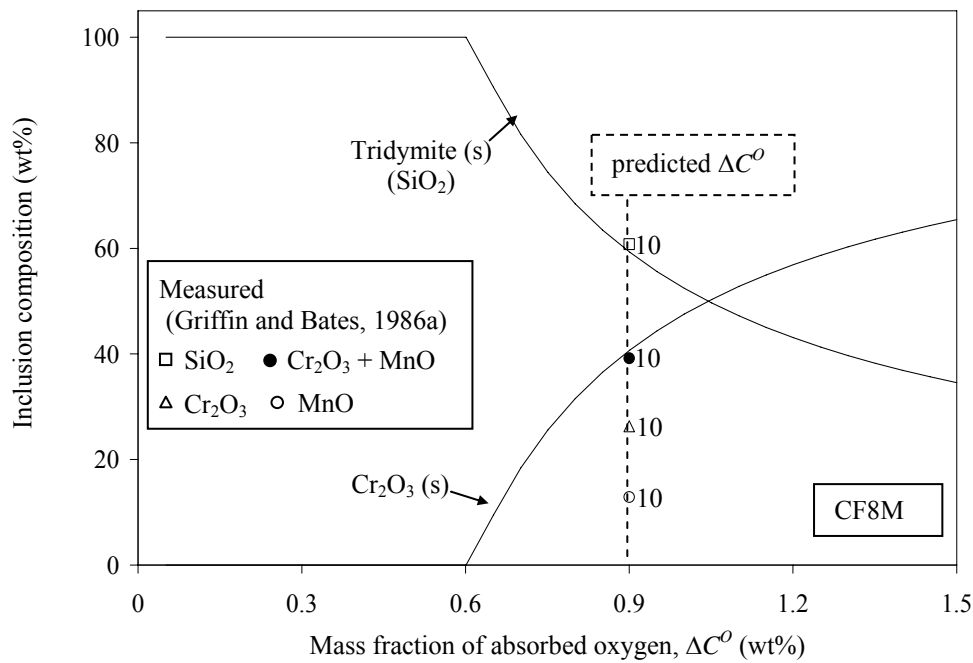 Inclusion composition (wt%)
100
80
60
40
20
0
Tridymite (s)
(SiO₂)
predicted ΔC^O
10
10
10
10
Measured
(Griffin and Bates, 1986a)
SiO₂ Cr₂O₃ + MnO
Cr₂O₃ MnO
Cr₂O₃ (s)
CF8M
0 0.3 0.6 0.9 1.2 1.5
Mass fraction of absorbed oxygen, ΔC^O (wt%)